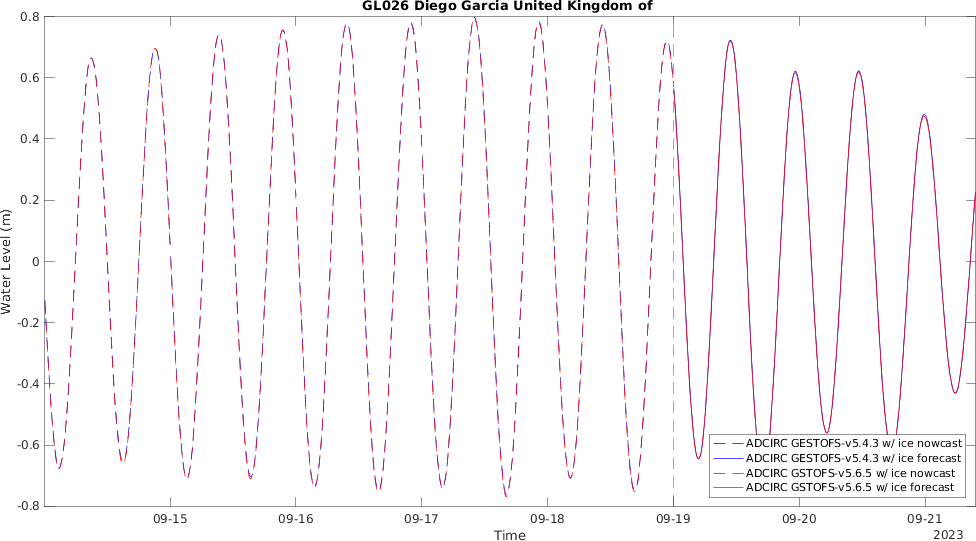 GL026 Diego Garcia United Kingdom of
Water Level (m)
0.8
0.6
0.4
0.2
0
-0.2
-0.4
-0.6
-0.8
09-15
09-16
09-17
09-18
09-19
09-20
09-21
Time
2023
ADCIRC GESTOFS-v5.4.3 w/ ice nowcast
ADCIRC GESTOFS-v5.4.3 w/ ice forecast
ADCIRC GSTOFS-v5.6.5 w/ ice nowcast
ADCIRC GSTOFS-v5.6.5 w/ ice forecast